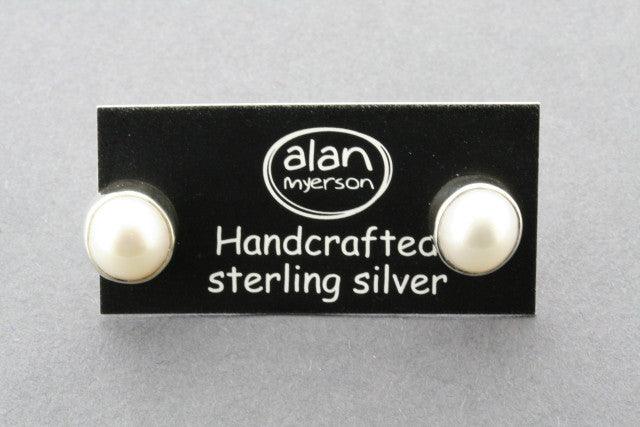 alan
myerson
Handcrafted
sterling silver